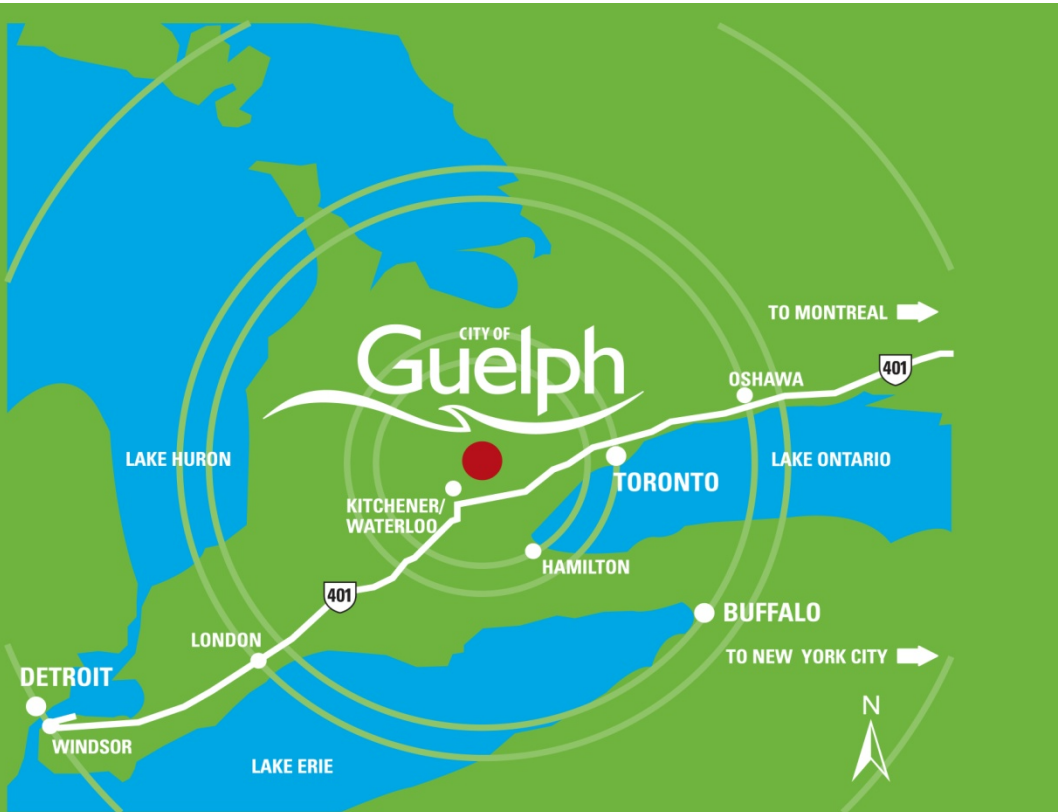 CITY OF
Guelph
TO MONTREAL
401
OSHAWA
LAKE HURON
LAKE ONTARIO
TORONTO
KITCHENER/
WATERLOO
HAMILTON
401
BUFFALO
LONDON
TO NEW YORK CITY
DETROIT
N
WINDSOR
LAKE ERIE